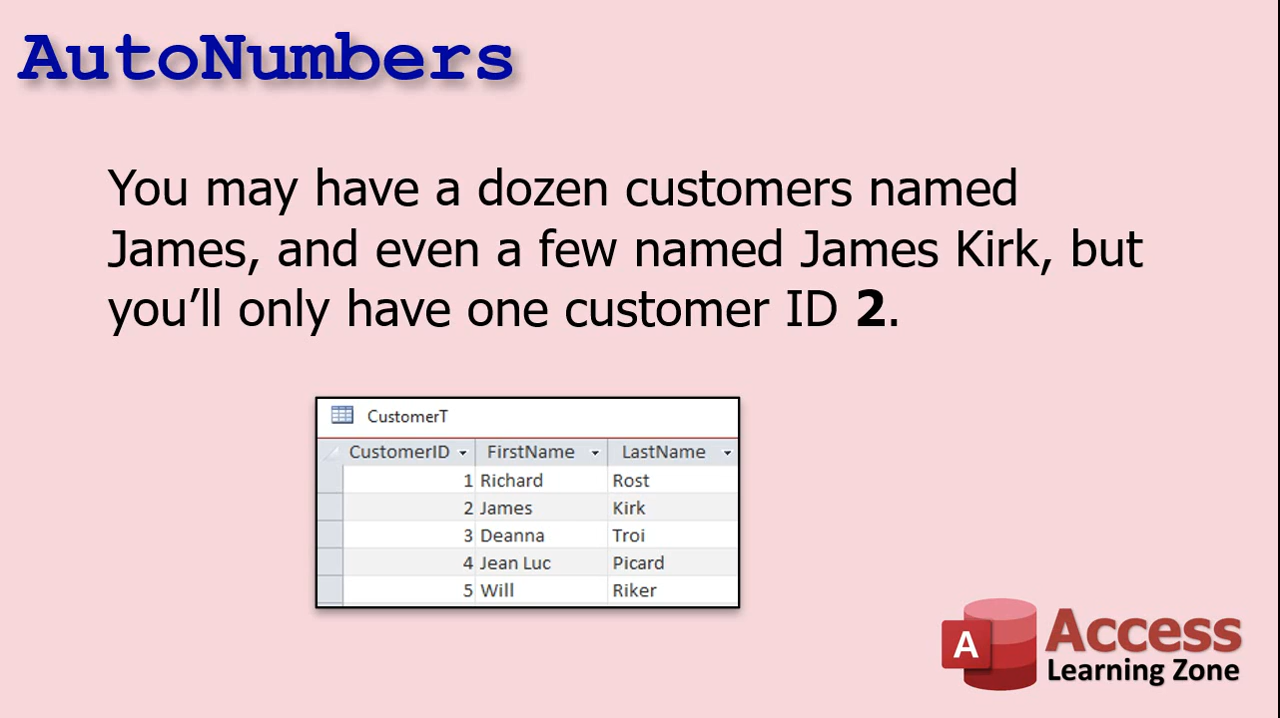 AutoNumbers
You may have a dozen customers named
James, and even a few named James Kirk, but
you’ll only have one customer ID 2.
CustomerT
CustomerID FirstName LastName
1 Richard Rost
2 James Kirk
3 Deanna Troi
4 Jean Luc Picard
5 Will Riker
A Access
Learning Zone